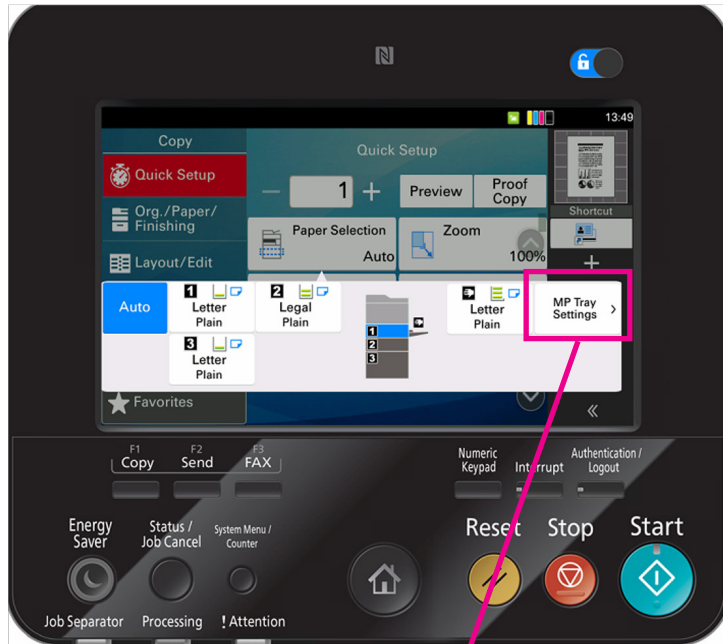 13:49
Copy
Quick Setup
Quick Setup
1
Preview
Proof
Copy
Org./Paper/
Finishing
Shortcut
Paper Selection
Auto
Zoom
100%
Layout/Edit
Auto
1
Letter
Plain
2
Legal
Plain
3
Letter
Plain
1
2
3
Letter
Plain
MP Tray
Settings
Favorites
F1
Copy
F2
Send
F3
FAX
Numeric
Keypad
Interrupt
Authentication /
Logout
Energy
Saver
Status /
Job Cancel
System Menu /
Counter
Reset
Stop
Start
Job Separator
Processing
! Attention